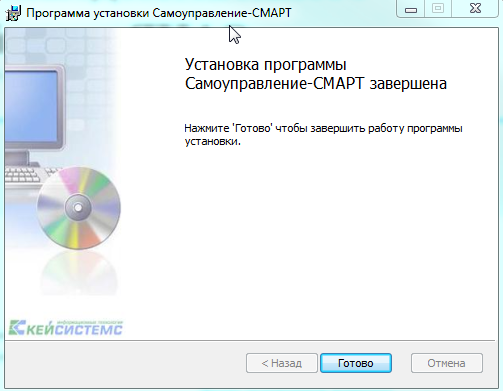 Программа установки Самоуправление-СМАРТ
Установка программы
Самоуправление-СМАРТ завершена
Нажмите 'Готово' чтобы завершить работу программы
установки.
информационные технологии
КЕЙСИСТЕМС
< Назад
Готово
Отмена